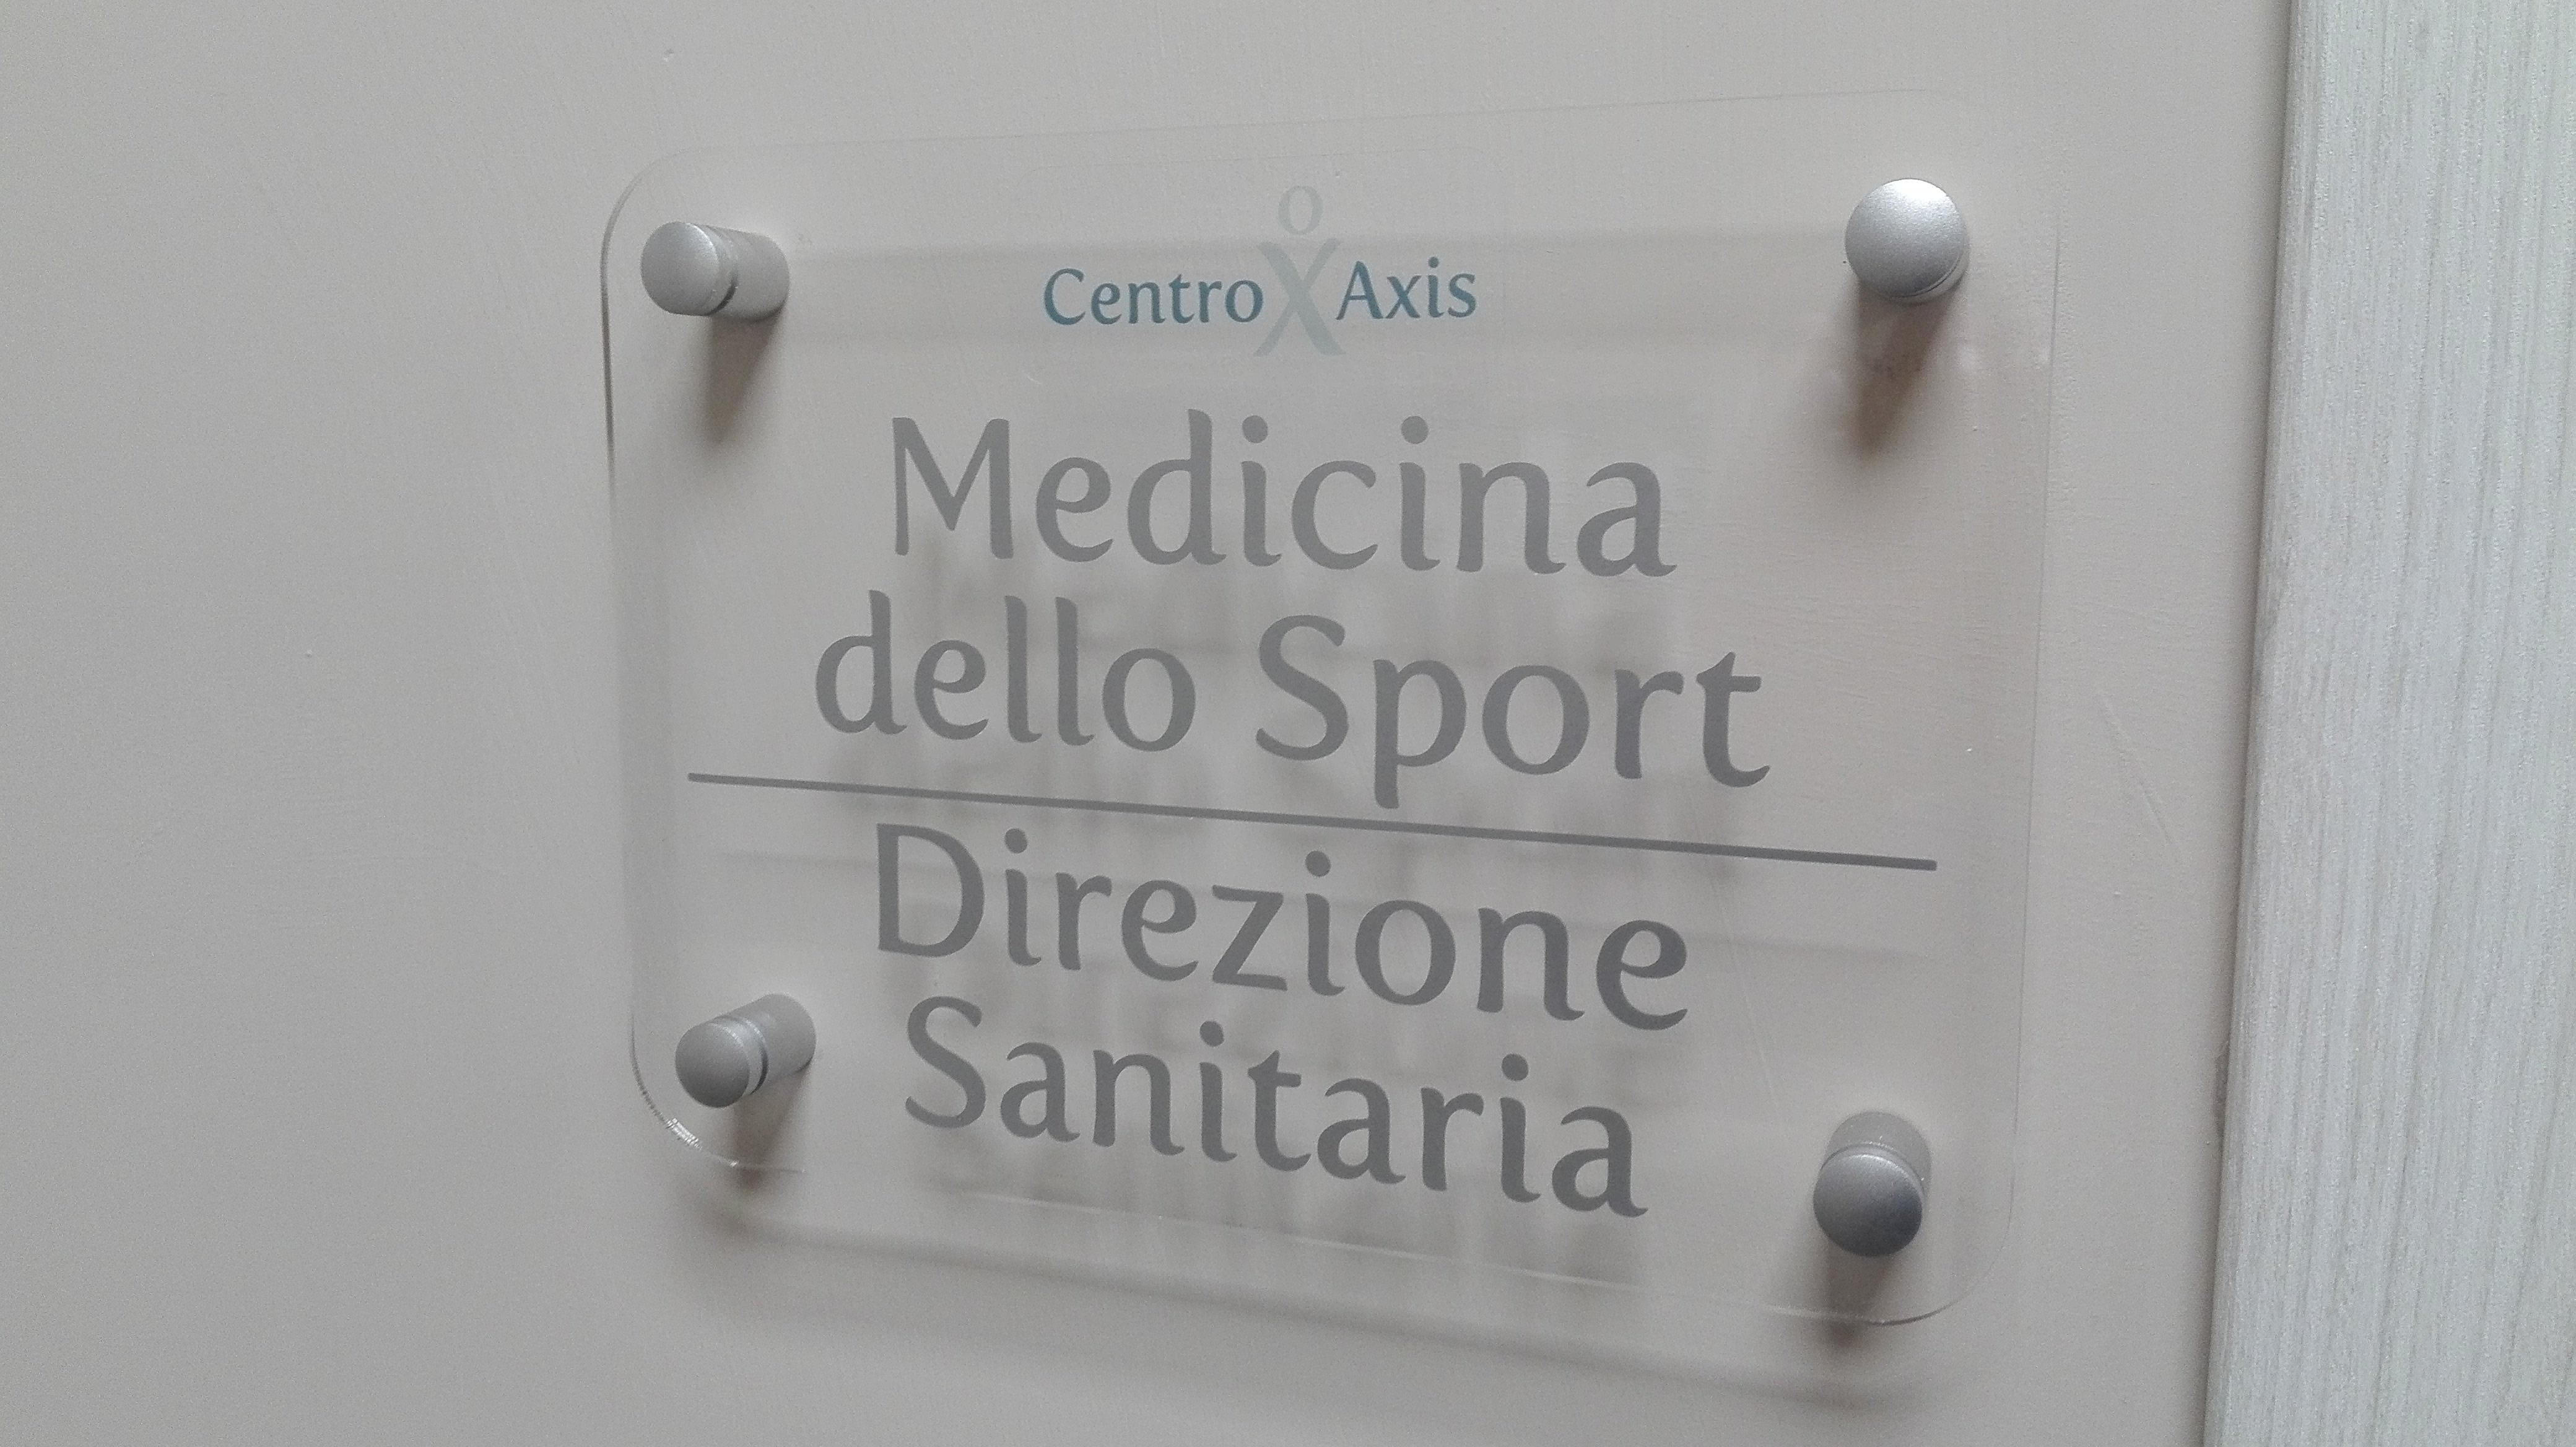 Centro Axis
Medicina
dello Sport
Direzione
Sanitaria